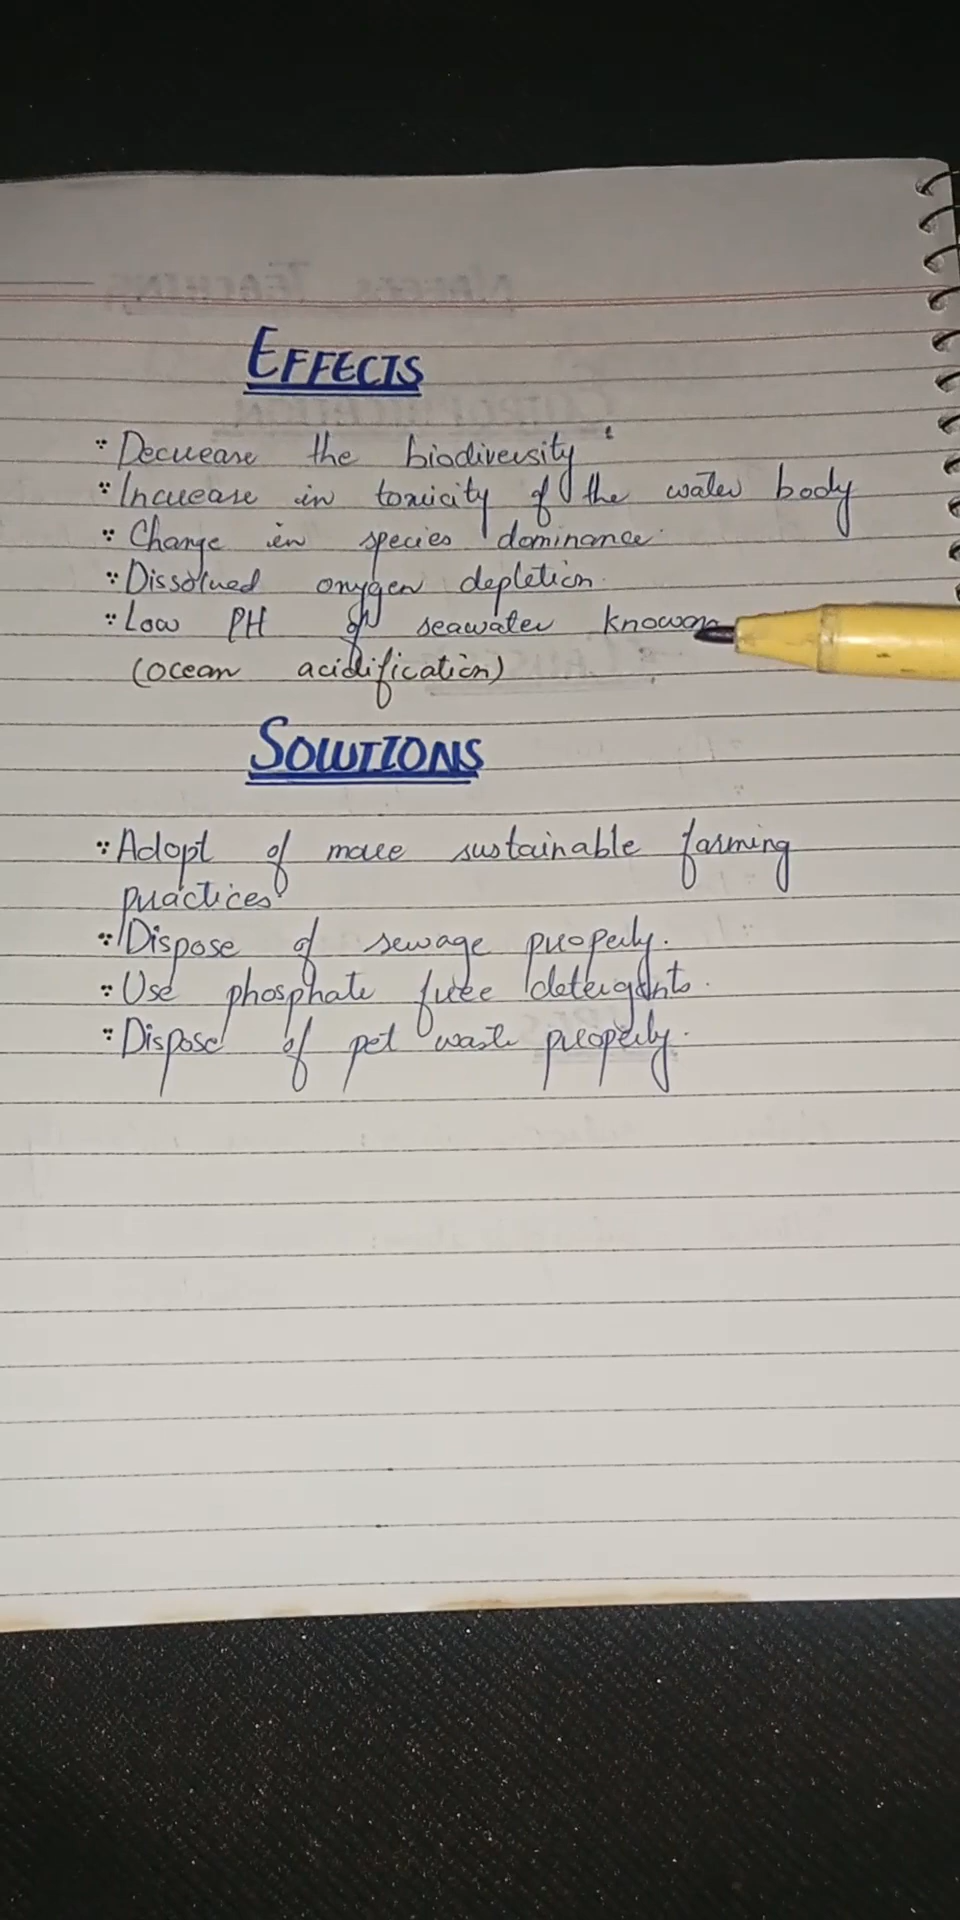 EFFECTS
Decrease the biodiversity
Increase in toxicity of the water body
Change in species dominance.
Dissolved oxygen depletion.
Low PH of seawater known
(ocean acidification)
SOLUTIONS
Adopt of more sustainable farming
practices
Dispose of sewage properly.
Use phosphate free detergants.
Dispose of pet waste properly.